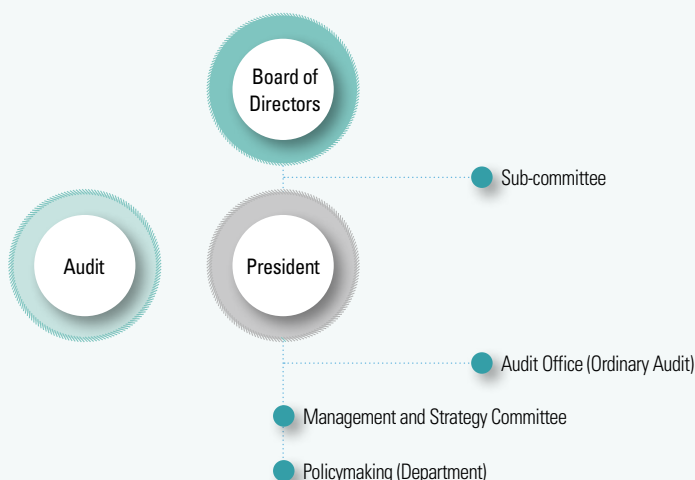 Board of
Directors
Sub-committee
Audit
President
Audit Office (Ordinary Audit)
Management and Strategy Committee
Policymaking (Department)